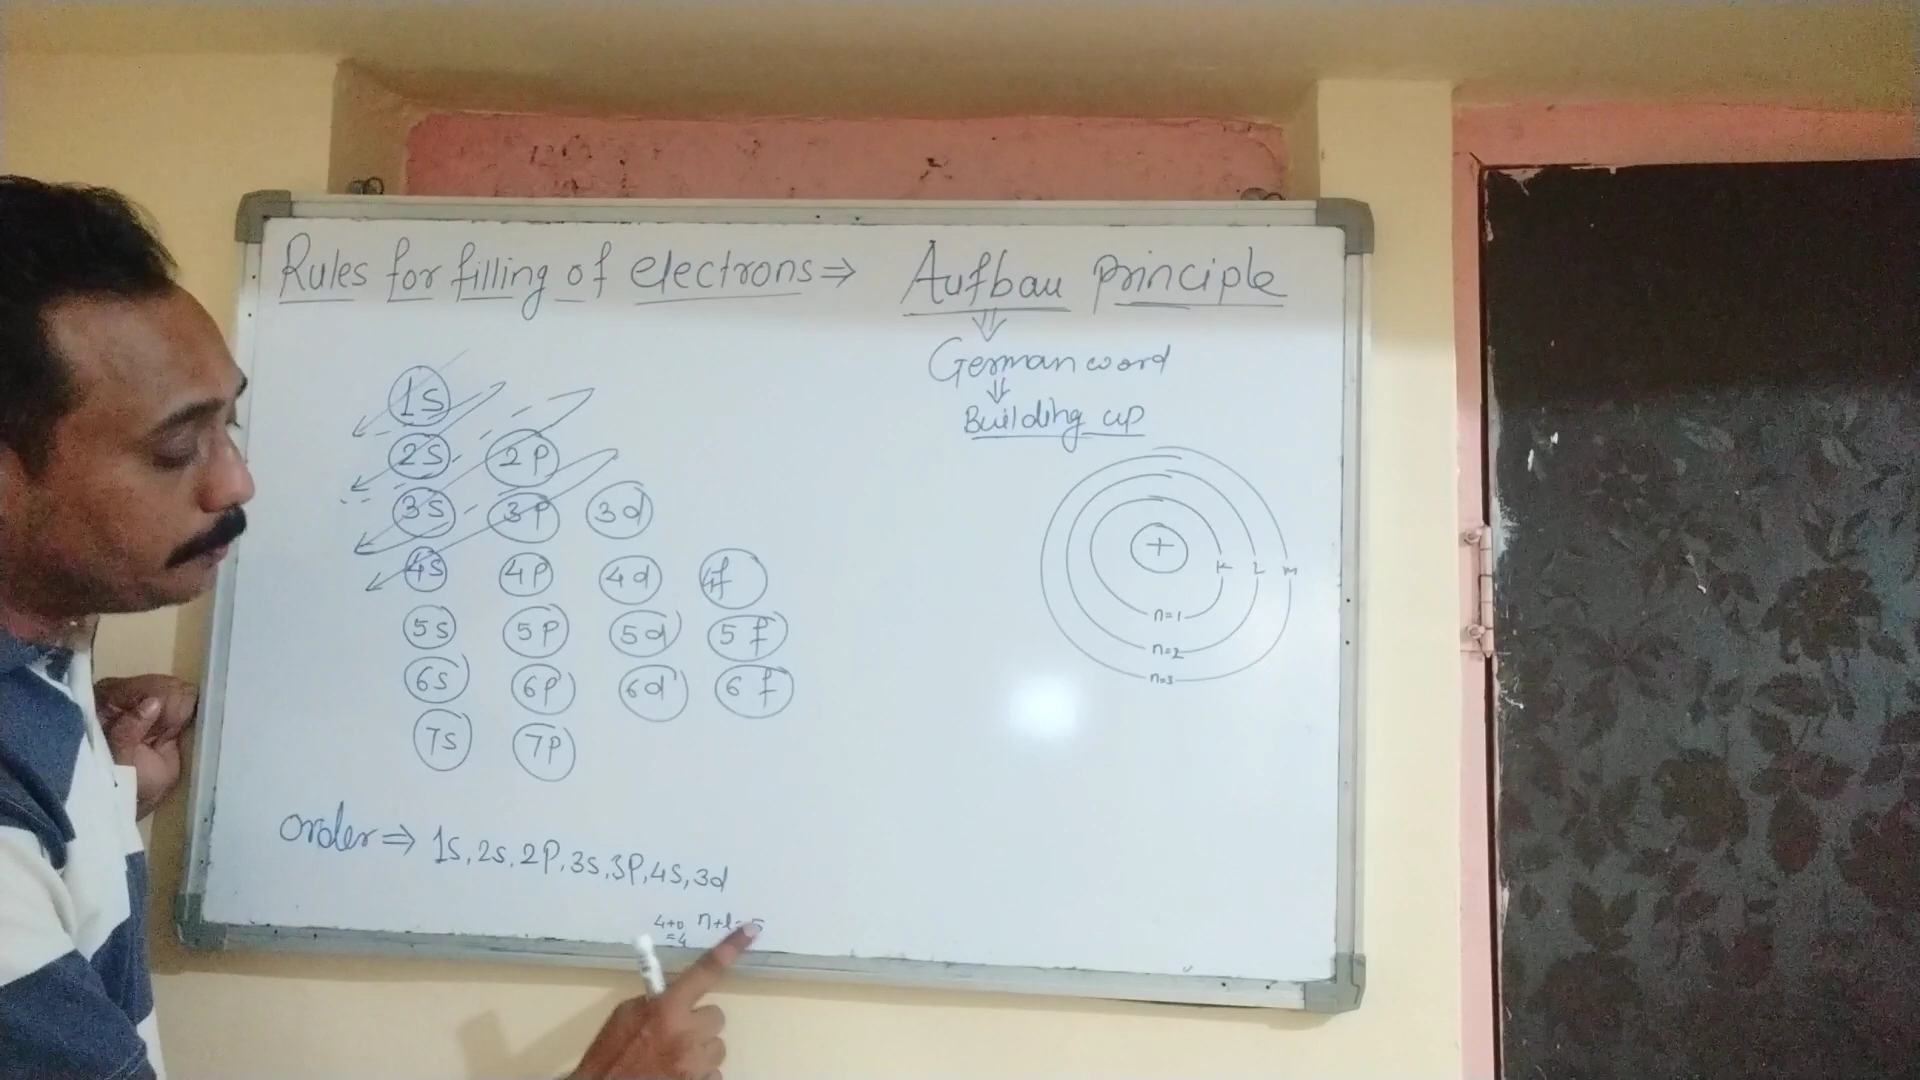 Rules for filling of electrons ⇒ Aufbau principle
⇓
German word
⇓
Building up
1s
2s 2p
3s 3p 3d
4s 4p 4d 4f
5s 5p 5d 5f
6s 6p 6d 6f
7s 7p
+
K L M
n=1
n=2
n=3
order ⇒ 1s, 2s, 2p, 3s, 3p, 4s, 3d
4+0 n+l=5
=4